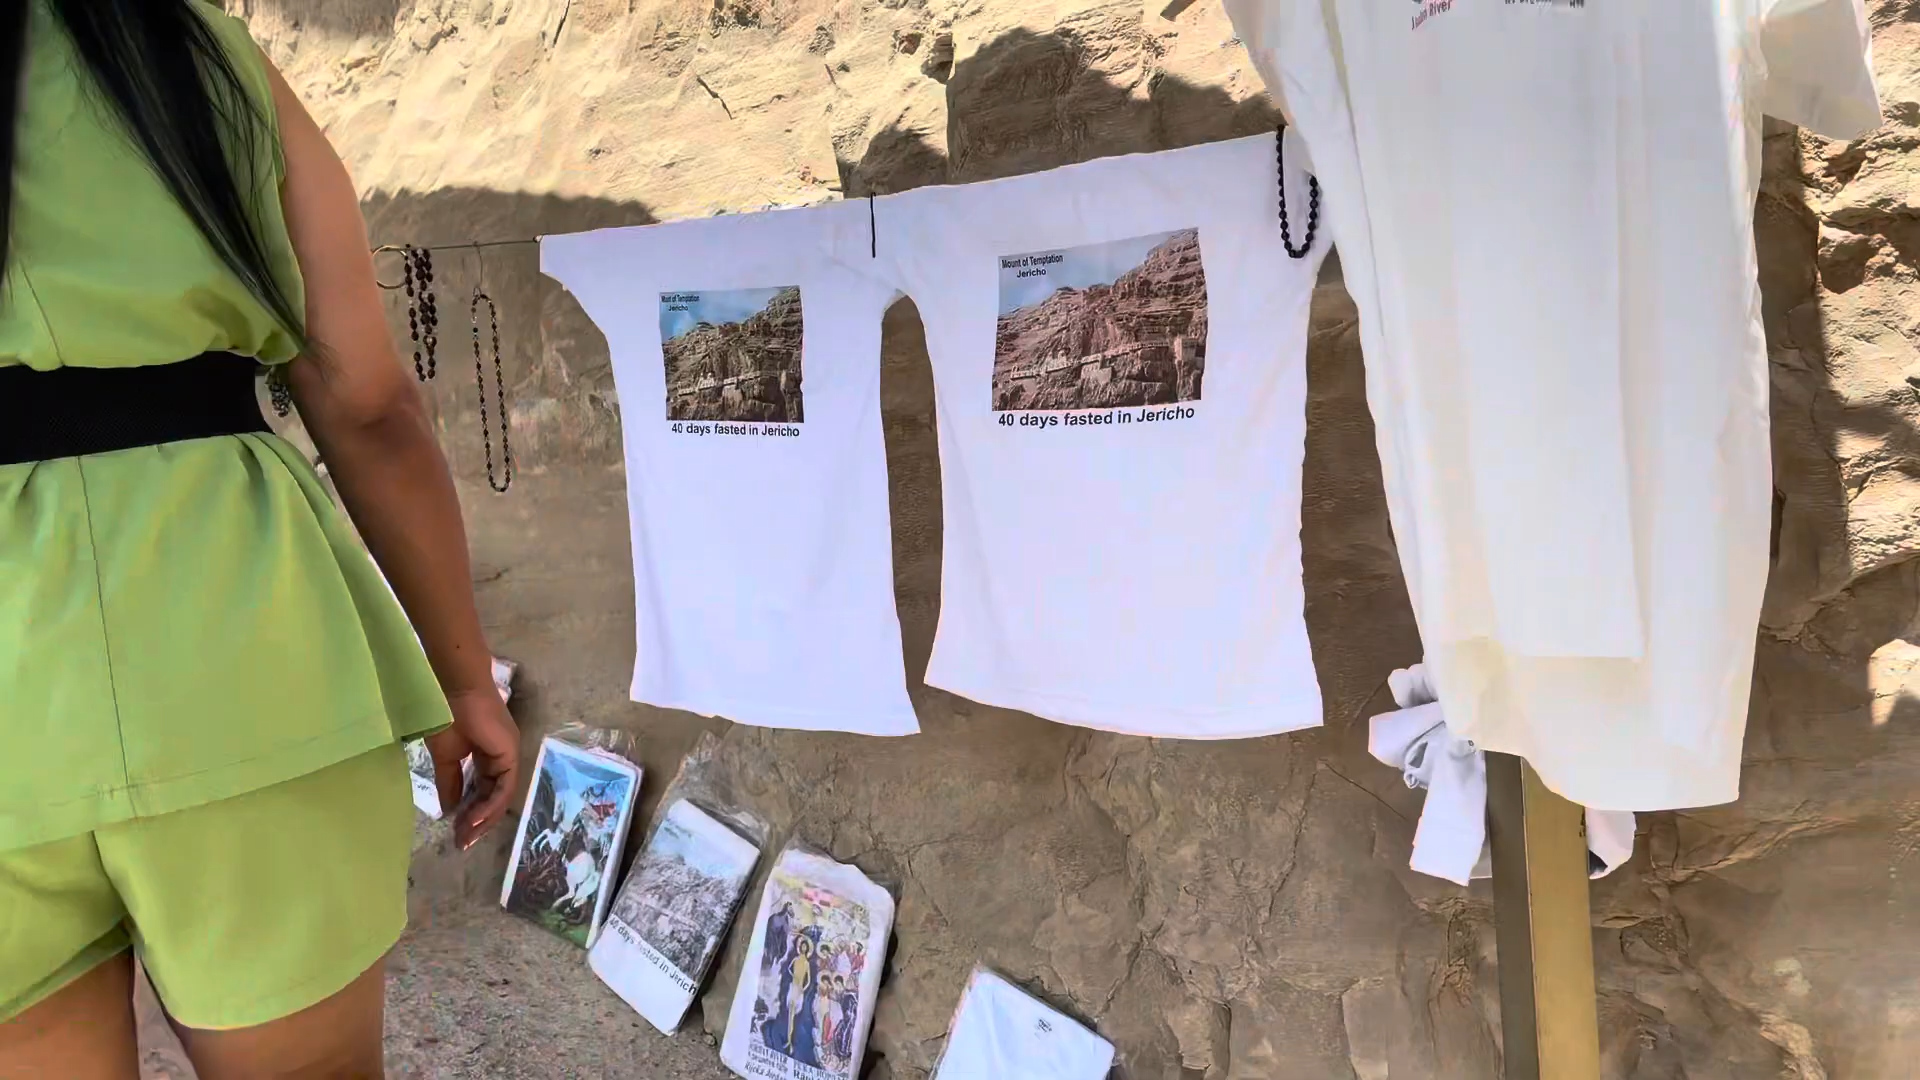 Jordan River
Mount of Temptation
Jericho
40 days fasted in Jericho
Mount of Temptation
Jericho
40 days fasted in Jericho
40 days fasted in Jerich